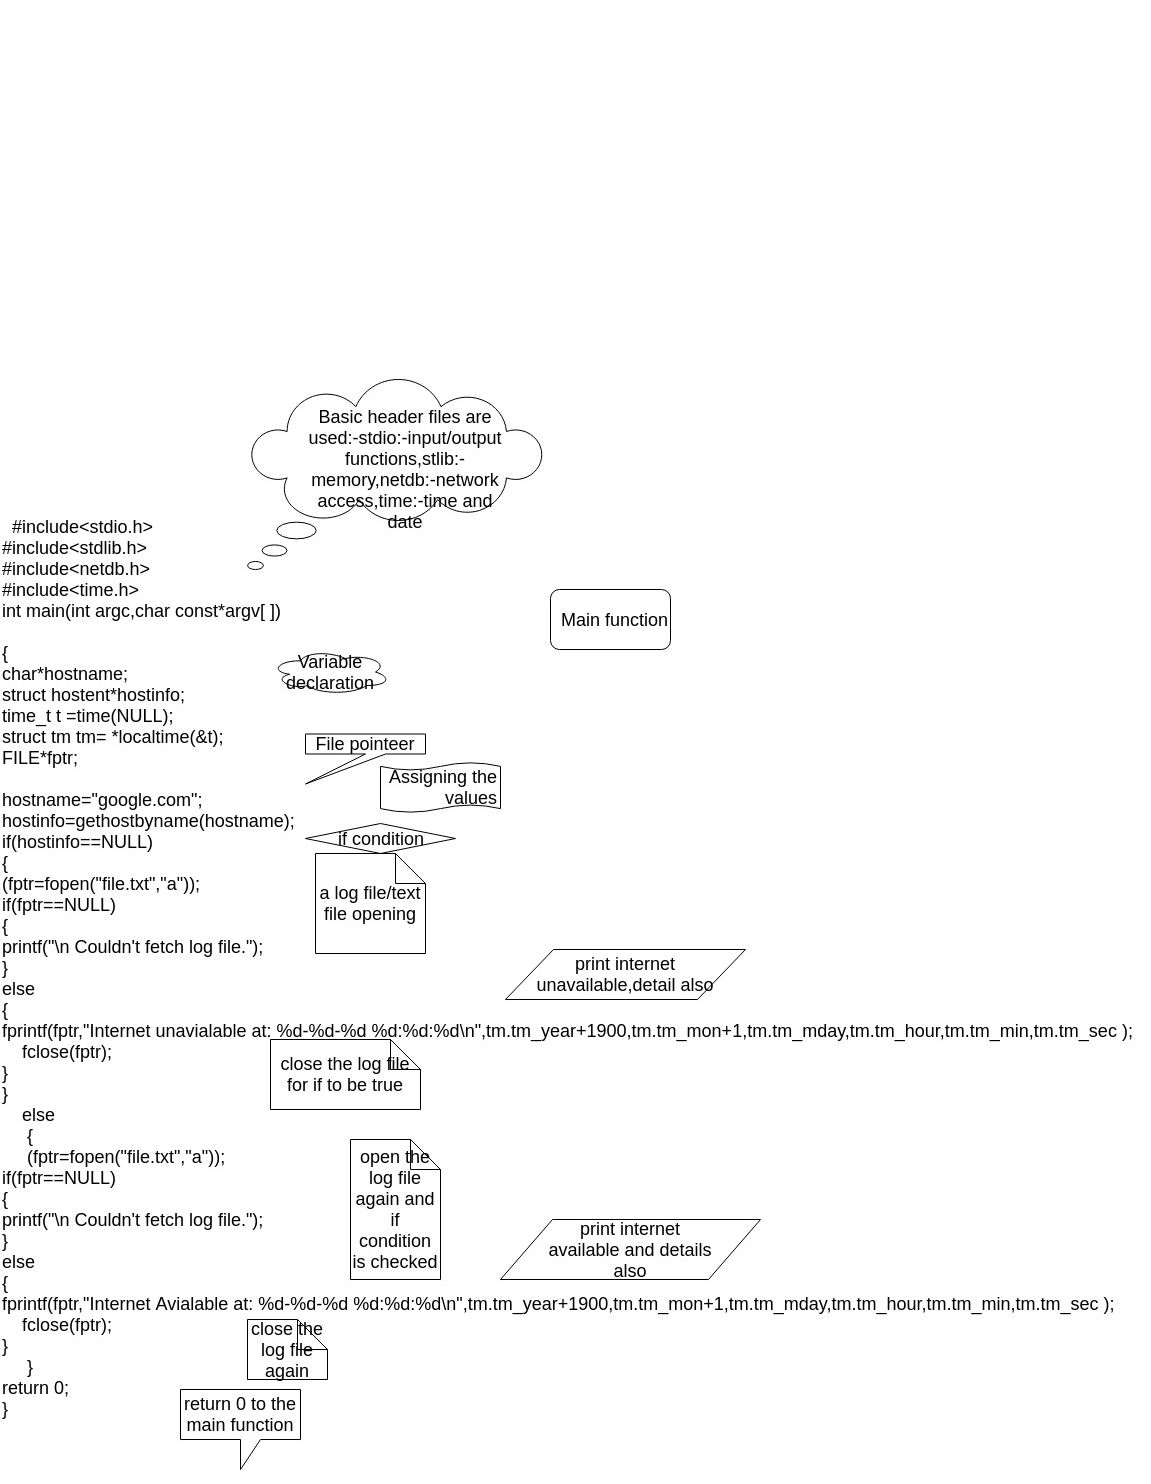 Basic header files are
used:-stdio:-input/output
functions,stlib:-
memory,netdb:-network
access,time:-time and
date
#include<stdio.h>
#include<stdlib.h>
#include<netdb.h>
#include<time.h>
int main(int argc,char const*argv[ ])
Main function
{
char*hostname;
struct hostent*hostinfo;
time_t t =time(NULL);
struct tm tm= *localtime(&t);
FILE*fptr;
Variable
declaration
File pointeer
Assigning the
values
hostname="google.com";
hostinfo=gethostbyname(hostname);
if(hostinfo==NULL)
if condition
{
(fptr=fopen("file.txt","a"));
if(fptr==NULL)
{
a log file/text
file opening
printf("\n Couldn't fetch log file.");
}
else
{
print internet
unavailable,detail also
fprintf(fptr,"Internet unavialable at: %d-%d-%d %d:%d:%d\n",tm.tm_year+1900,tm.tm_mon+1,tm.tm_mday,tm.tm_hour,tm.tm_min,tm.tm_sec );
fclose(fptr);
}
}
close the log file
for if to be true
else
{
(fptr=fopen("file.txt","a"));
if(fptr==NULL)
{
printf("\n Couldn't fetch log file.");
}
else
{
open the
log file
again and
if
condition
is checked
print internet
available and details
also
fprintf(fptr,"Internet Avialable at: %d-%d-%d %d:%d:%d\n",tm.tm_year+1900,tm.tm_mon+1,tm.tm_mday,tm.tm_hour,tm.tm_min,tm.tm_sec );
fclose(fptr);
}
}
close the
log file
again
return 0;
}
return 0 to the
main function